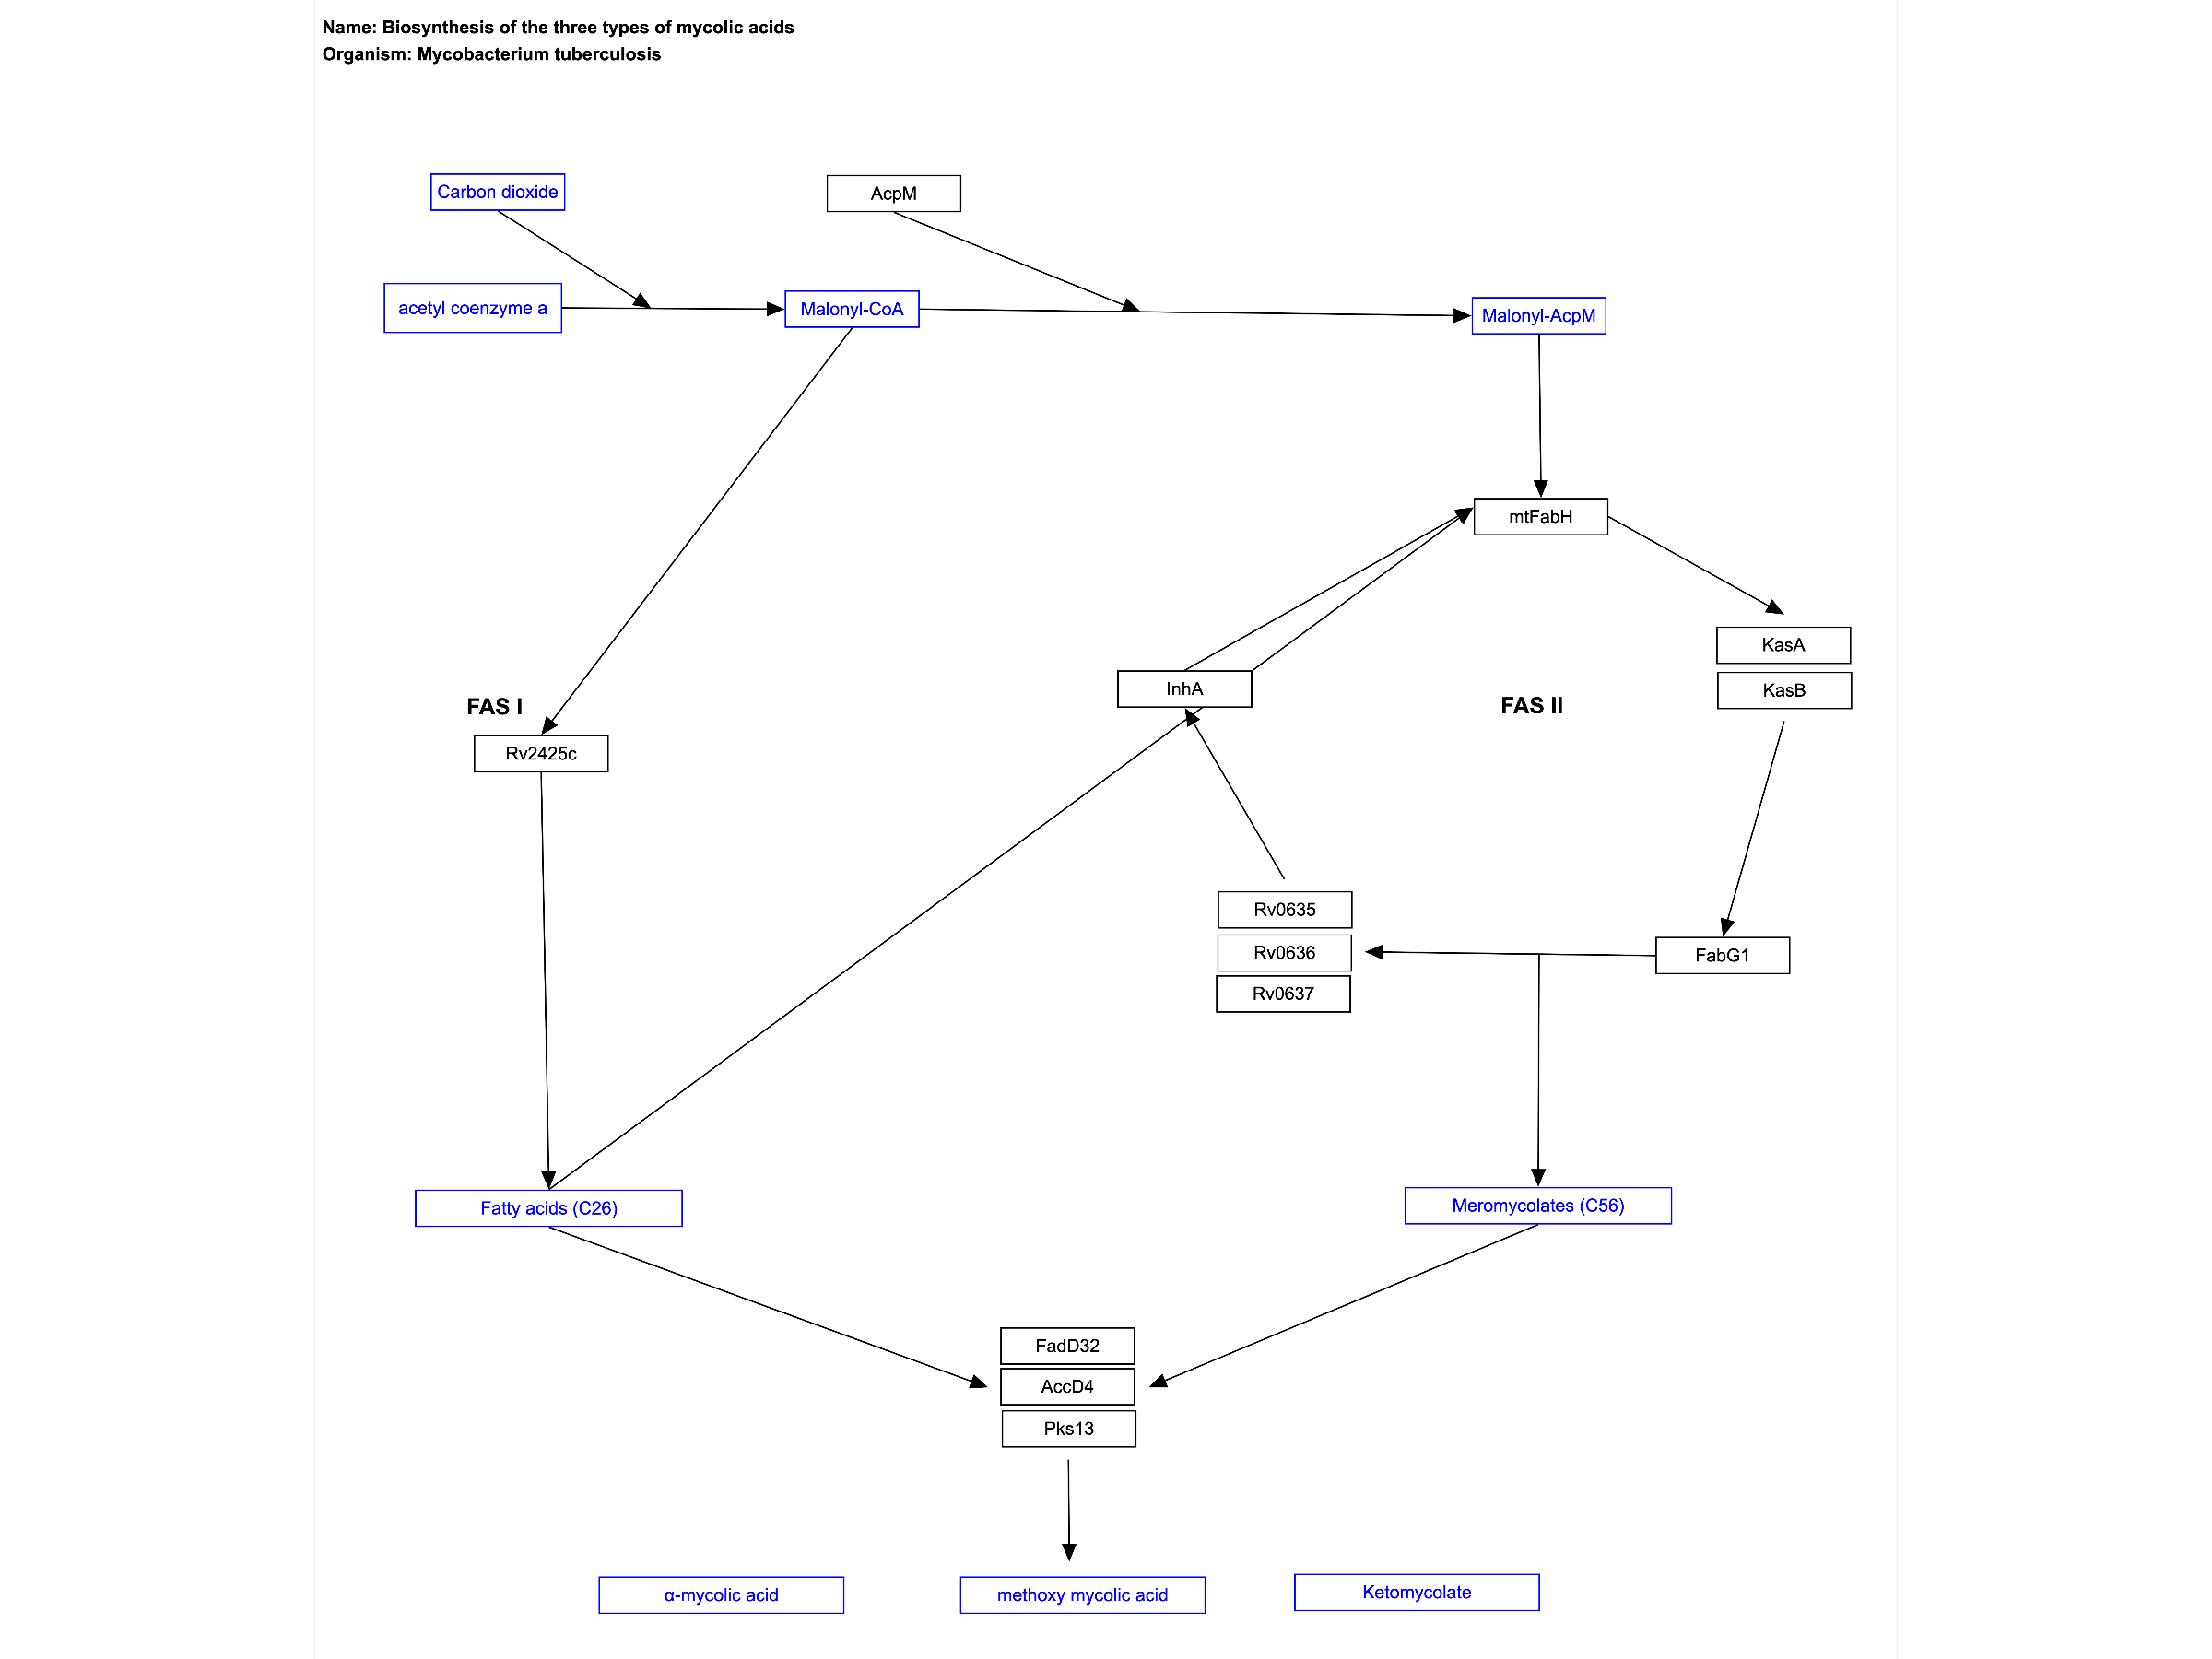 Name: Biosynthesis of the three types of mycolic acids
Organism: Mycobacterium tuberculosis
Carbon dioxide
AcpM
acetyl coenzyme a
Malonyl-CoA
Malonyl-AcpM
mtFabH
KasA
InhA
KasB
FAS I
FAS II
Rv2425c
Rv0635
Rv0636
FabG1
Rv0637
Fatty acids (C26)
Meromycolates (C56)
FadD32
AccD4
Pks13
α-mycolic acid
methoxy mycolic acid
Ketomycolate